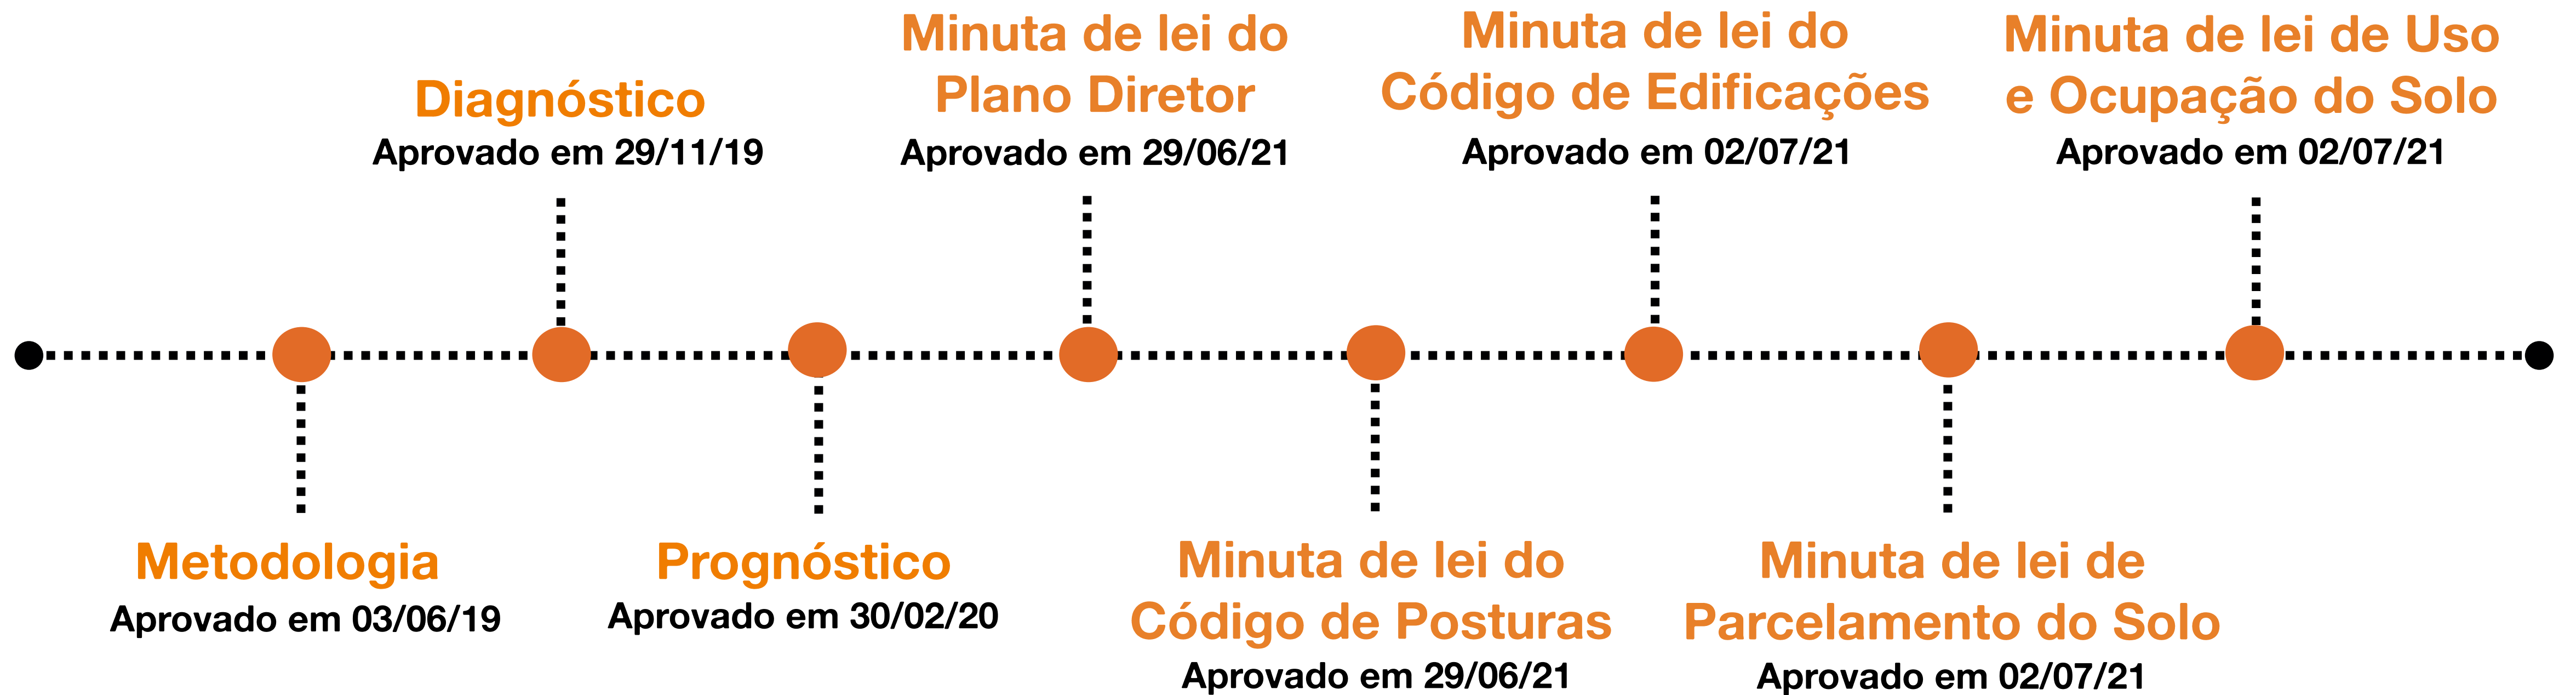 Metodologia
Aprovado em 03/06/19
Diagnóstico
Aprovado em 29/11/19
Prognóstico
Aprovado em 30/02/20
Minuta de lei do
Plano Diretor
Aprovado em 29/06/21
Minuta de lei do
Código de Posturas
Aprovado em 29/06/21
Minuta de lei do
Código de Edificações
Aprovado em 02/07/21
Minuta de lei de
Parcelamento do Solo
Aprovado em 02/07/21
Minuta de lei de Uso
e Ocupação do Solo
Aprovado em 02/07/21